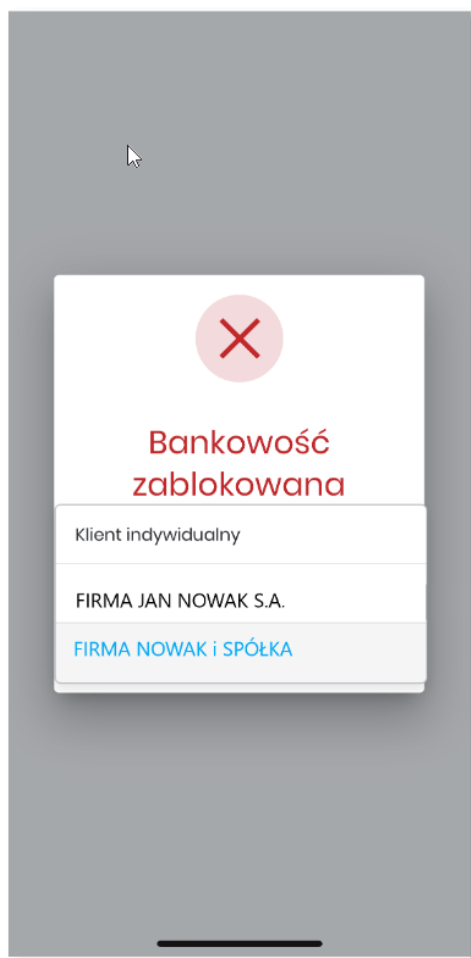 Bankowość
zablokowana
Klient indywidualny
FIRMA JAN NOWAK S.A.
FIRMA NOWAK i SPÓŁKA